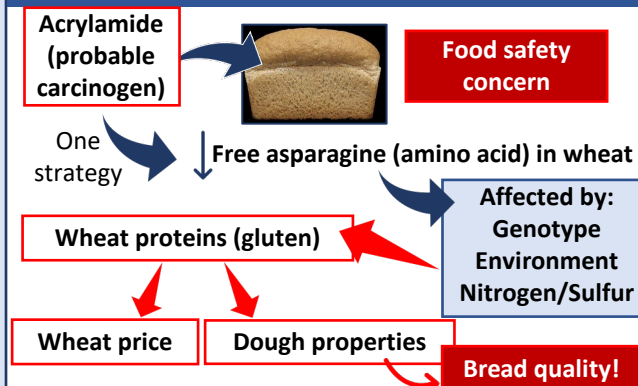 Acrylamide
(probable
carcinogen)
Food safety
concern
One
strategy
↓ Free asparagine (amino acid) in wheat
Affected by:
Genotype
Environment
Nitrogen/Sulfur
Wheat proteins (gluten)
Wheat price
Dough properties
Bread quality!